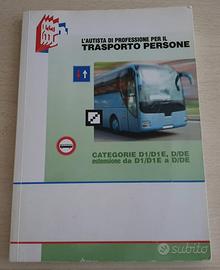 L'AUTISTA DI PROFESSIONE PER IL
TRASPORTO PERSONE
CATEGORIE D1/D1E, D/DE
estensione da D1/D1E a D/DE
subito